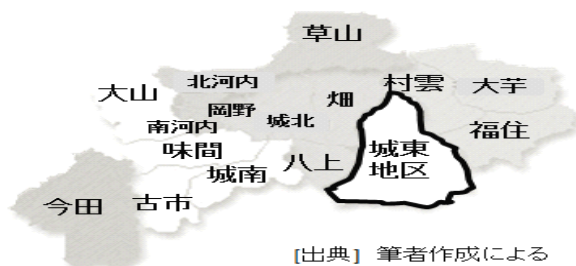 草山
北河内
村雲
大芋
大山
畑
岡野
城北
南河内
福住
味間
城東
地区
八上
城南
今田
古市
[出典] 筆者作成による